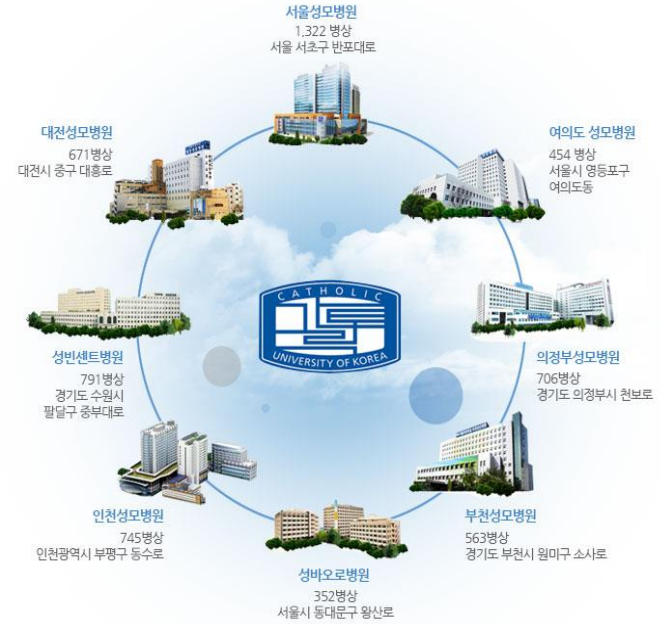 서울성모병원
1,322 병상
서울 서초구 반포대로
대전성모병원
671병상
대전시 중구 대흥로
여의도 성모병원
454 병상
서울시 영등포구
여의도동
CATHOLIC
UNIVERSITY OF KOREA
성빈센트병원
791병상
경기도 수원시
팔달구 중부대로
의정부성모병원
706병상
경기도 의정부시 천보로
인천성모병원
745병상
인천광역시 부평구 동수로
부천성모병원
563병상
경기도 부천시 원미구 소사로
성바오로병원
352병상
서울시 동대문구 왕산로